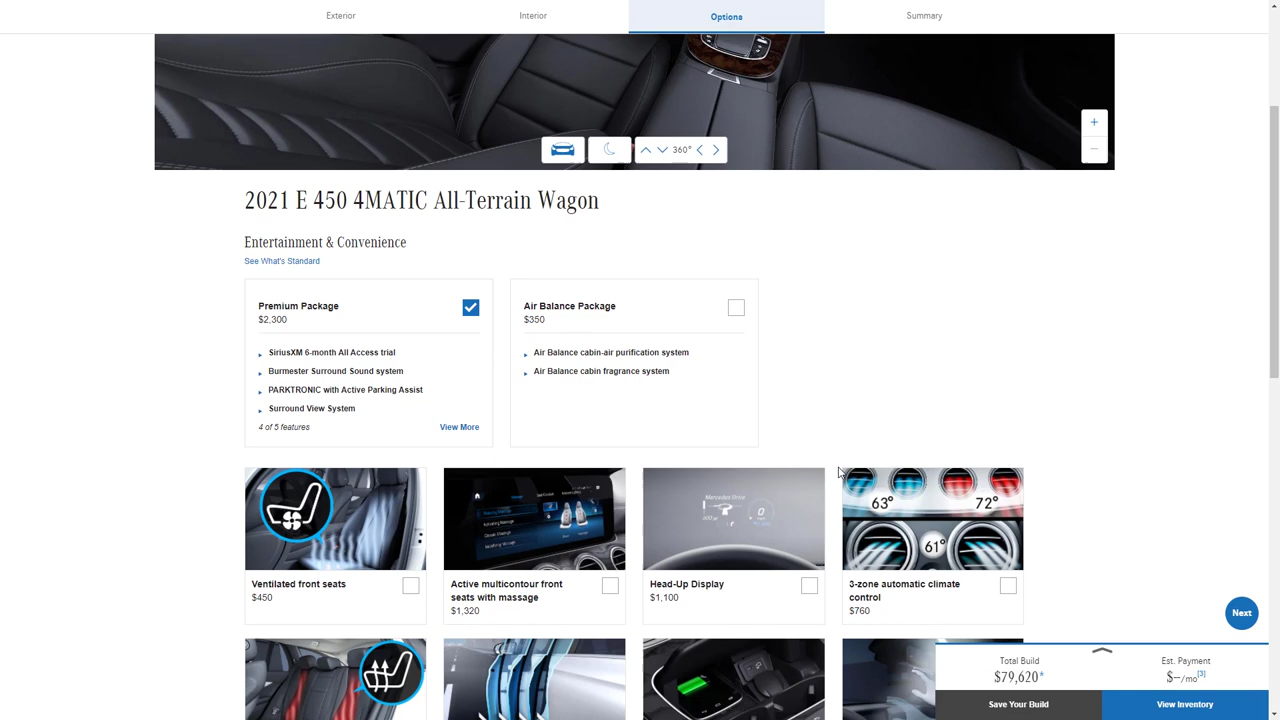 Exterior
Interior
Options
Summary
360°
+
−
2021 E 450 4MATIC All-Terrain Wagon
Entertainment & Convenience
See What's Standard
Premium Package
$2,300
SiriusXM 6-month All Access trial
Burmester Surround Sound system
PARKTRONIC with Active Parking Assist
Surround View System
4 of 5 features
View More
Air Balance Package
$350
Air Balance cabin-air purification system
Air Balance cabin fragrance system
Mercedes Drive
0
63°
72°
61°
Ventilated front seats
$450
Active multicontour front
seats with massage
$1,320
Head-Up Display
$1,100
3-zone automatic climate
control
$760
Next
Total Build
$79,620*
Est. Payment
$--/mo[3]
Save Your Build
View Inventory